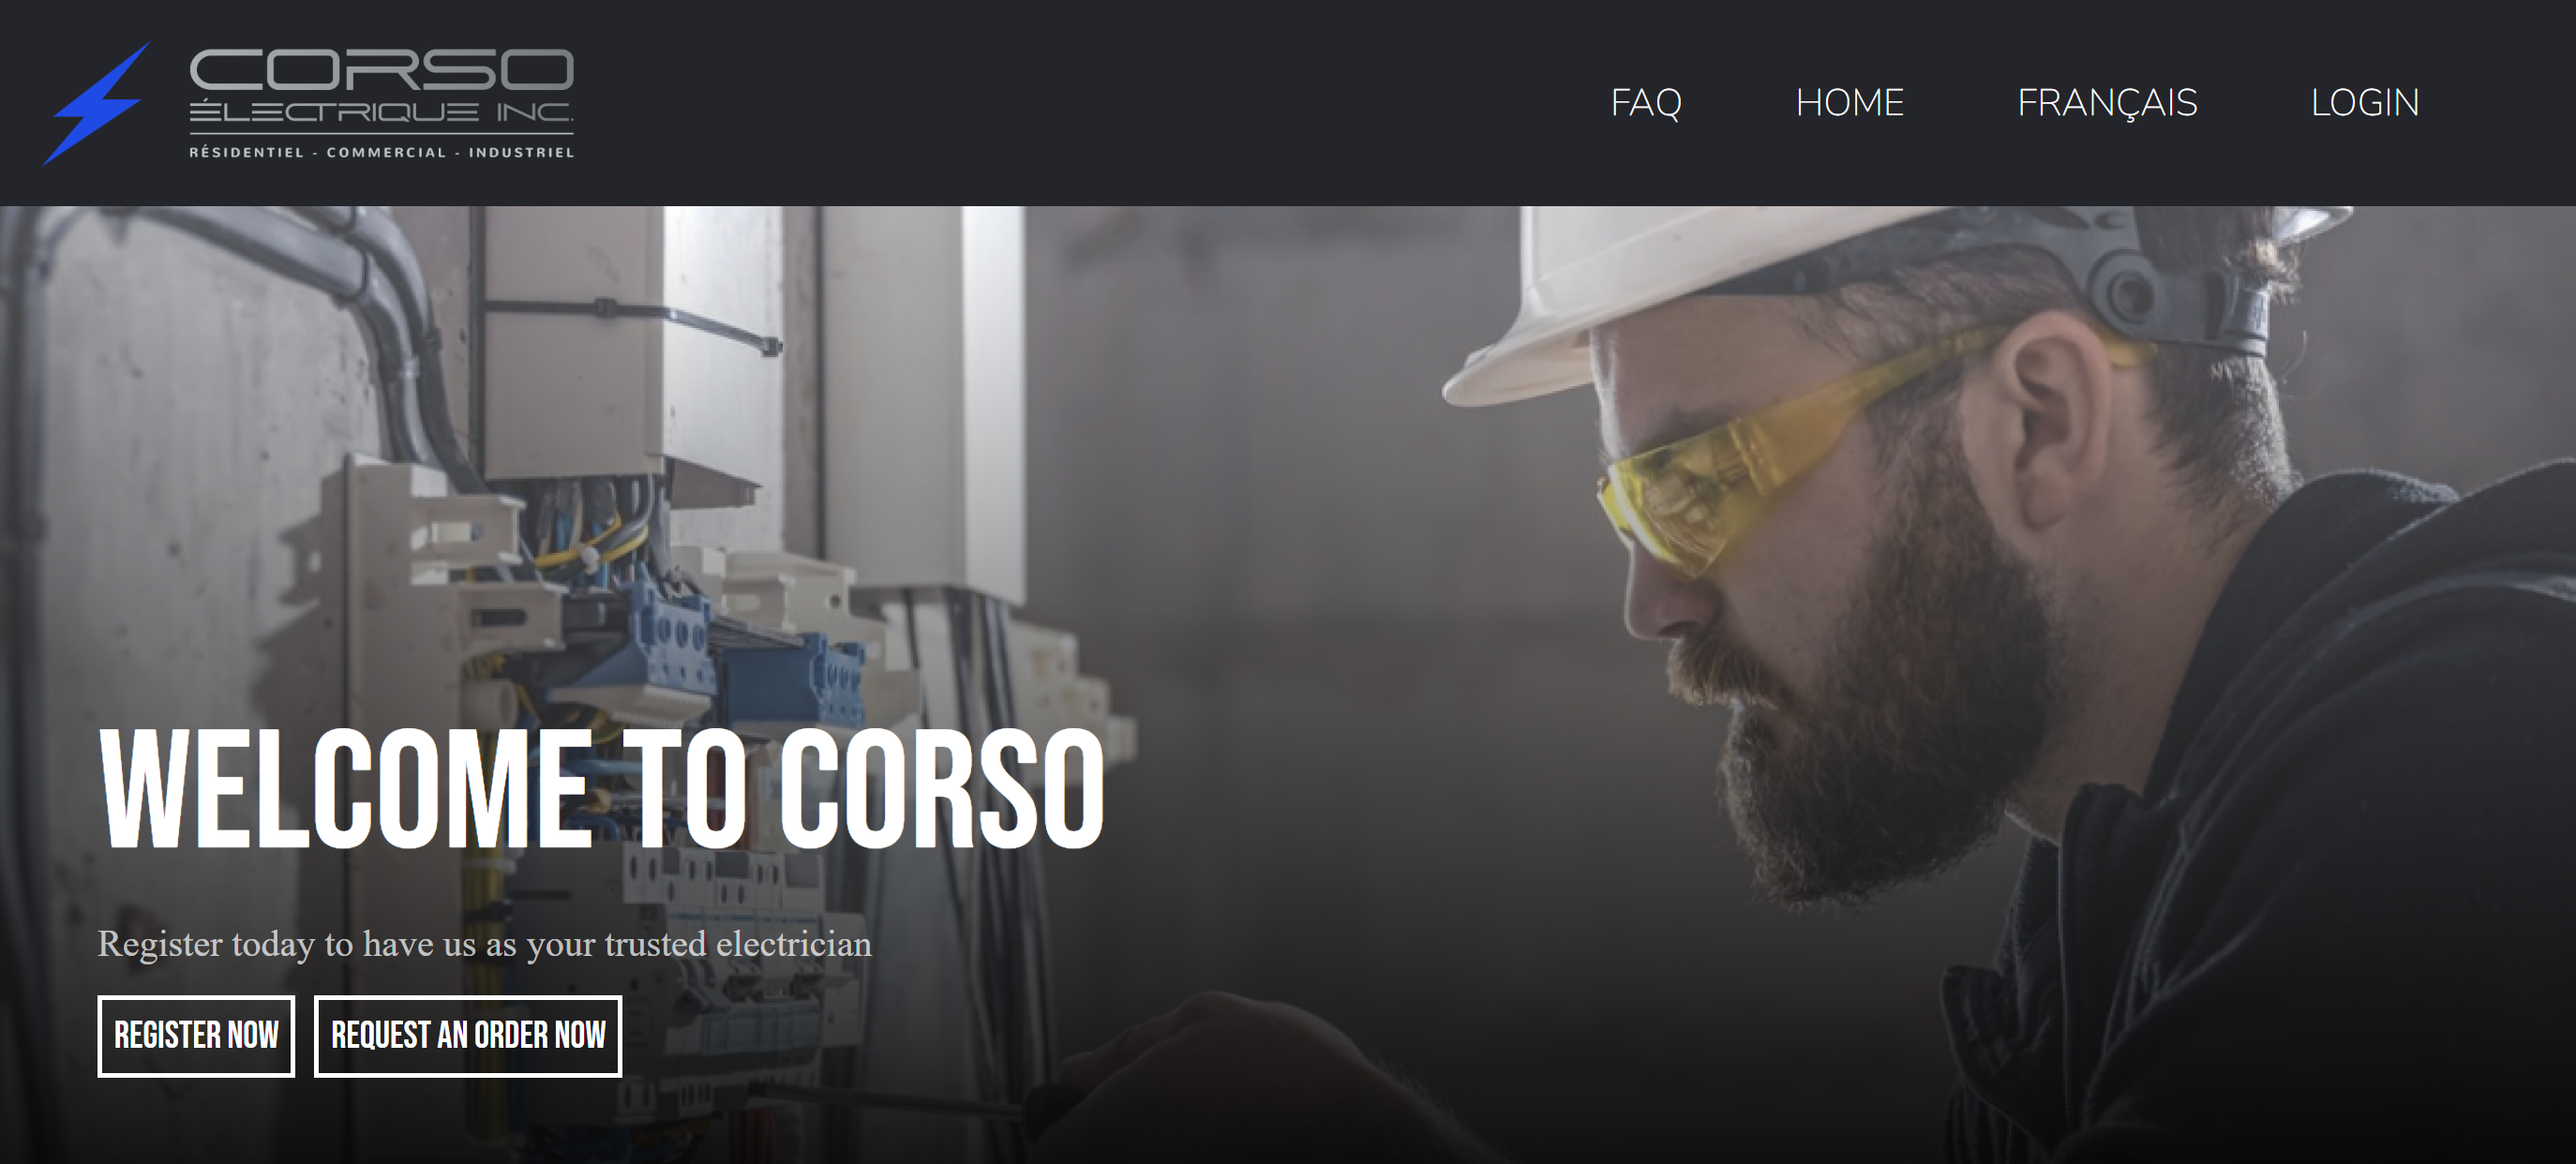 CORSO
ÉLECTRIQUE INC.
RÉSIDENTIEL - COMMERCIAL - INDUSTRIEL
FAQ
HOME
FRANÇAIS
LOGIN
WELCOME TO CORSO
Register today to have us as your trusted electrician
REGISTER NOW
REQUEST AN ORDER NOW